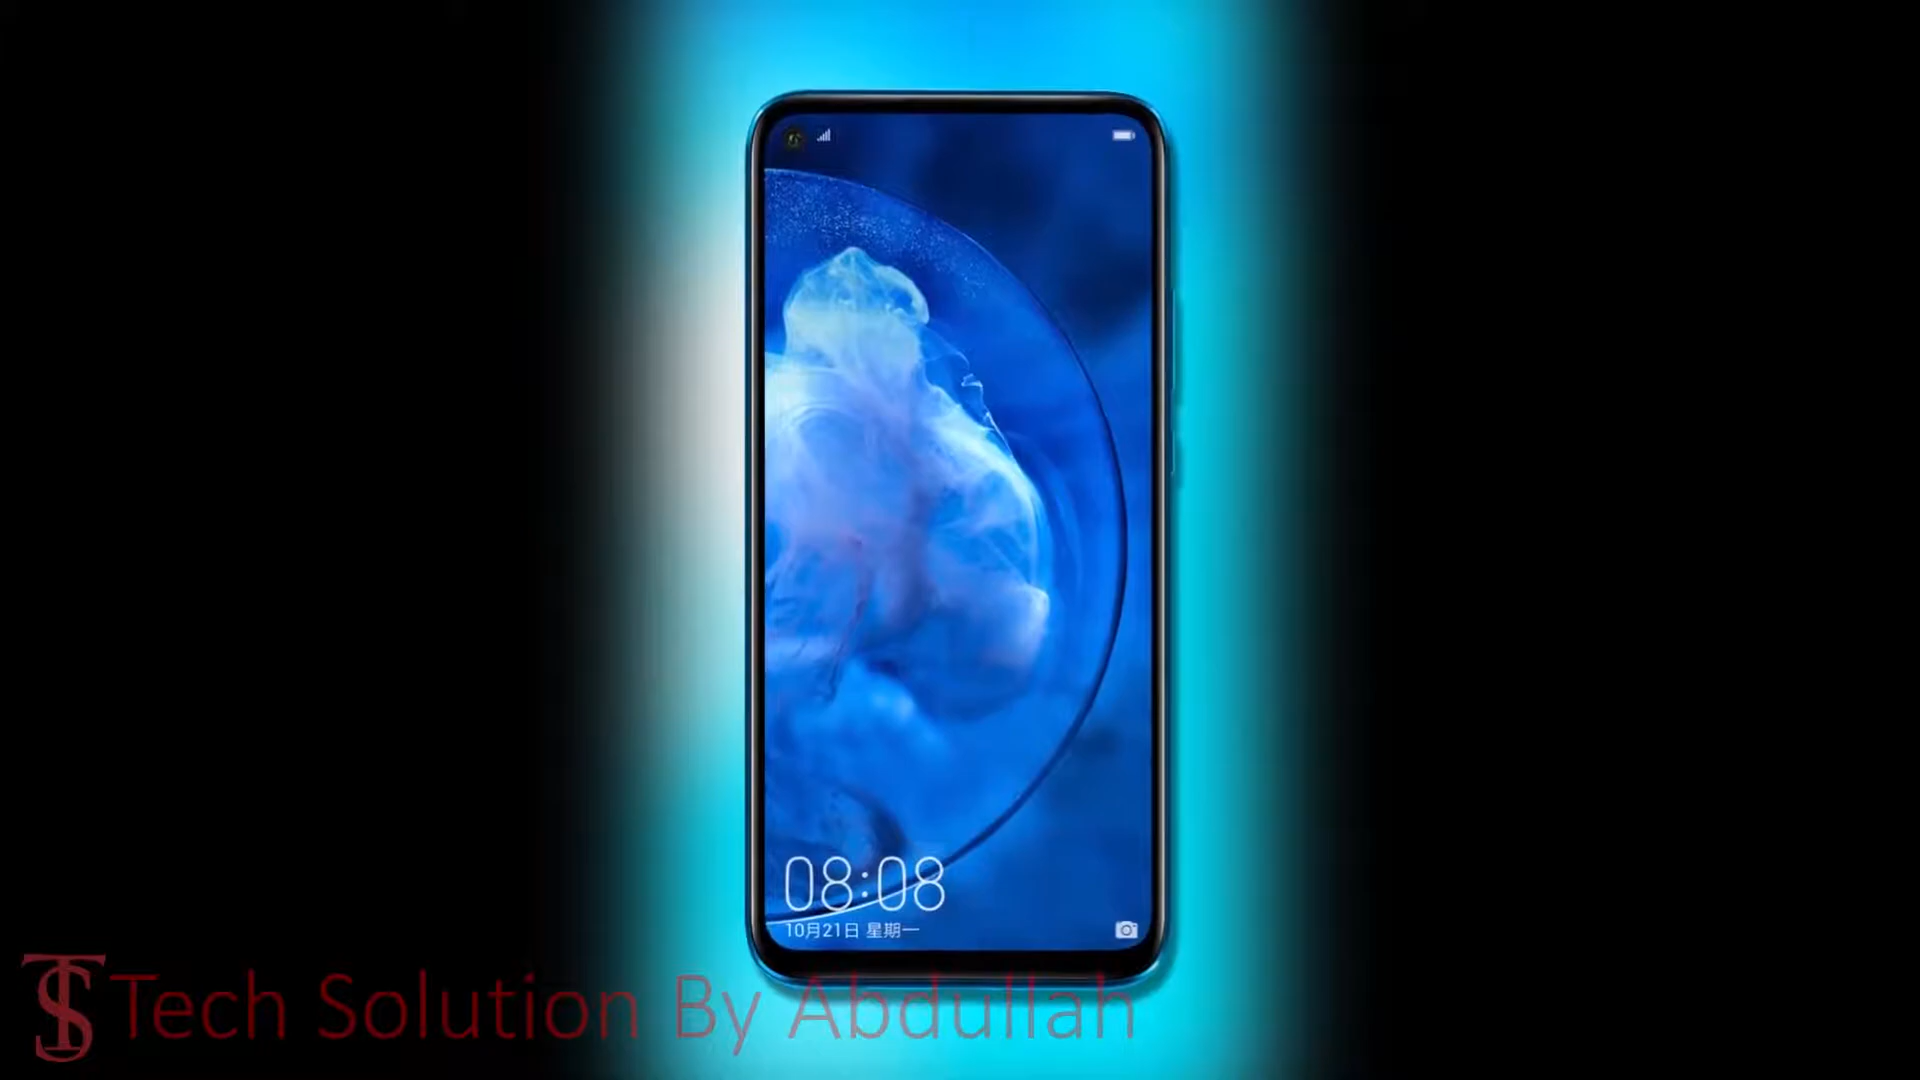 08:08
10月21日 星期一
TS Tech Solution By Abdullah